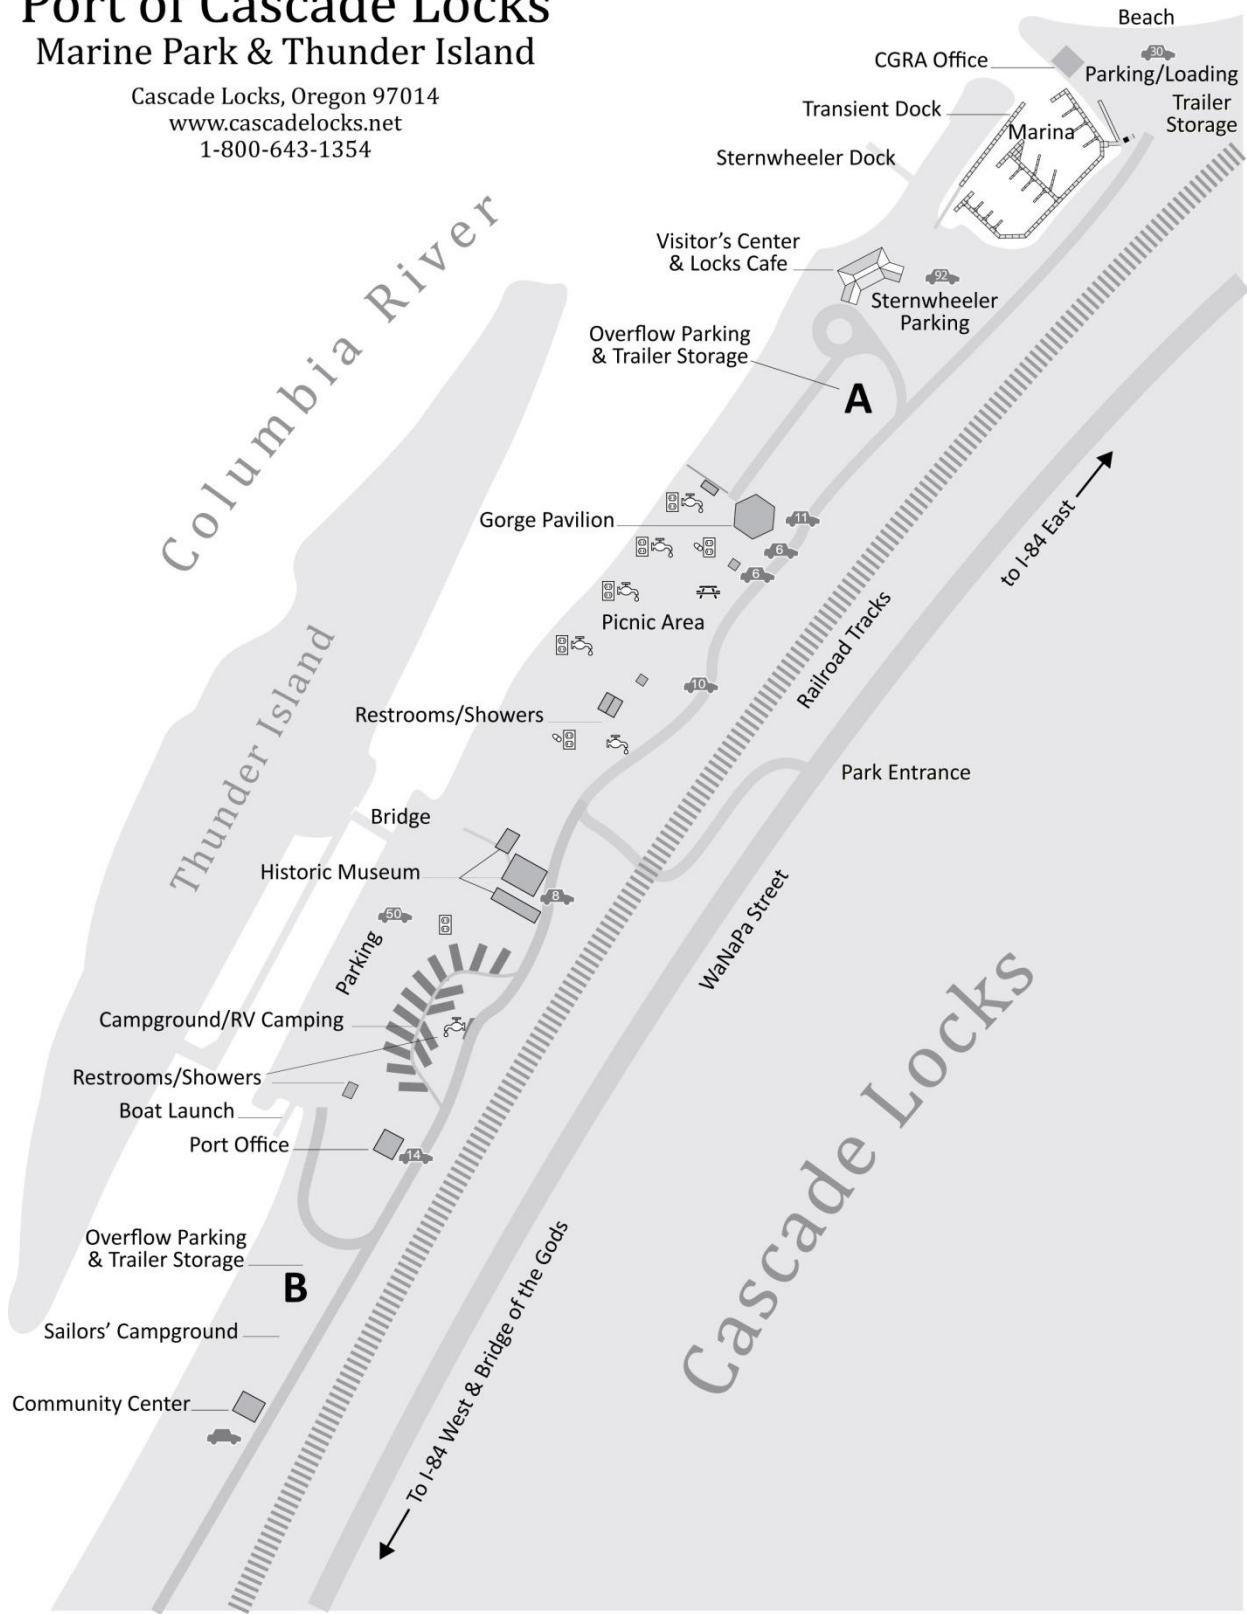 Port of Cascade Locks
Marine Park & Thunder Island
Cascade Locks, Oregon 97014
www.cascadelocks.net
1-800-643-1354
Beach
30
CGRA Office
Parking/Loading
Trailer
Storage
Transient Dock
Marina
Sternwheeler Dock
Columbia River
Visitor's Center
& Locks Cafe
92
Sternwheeler
Parking
Overflow Parking
& Trailer Storage
A
to I-84 East
Gorge Pavilion
11
6
6
Picnic Area
Railroad Tracks
Thunder Island
10
Restrooms/Showers
Park Entrance
Bridge
Historic Museum
8
50
Parking
WaNaPa Street
Cascade Locks
Campground/RV Camping
Restrooms/Showers
Boat Launch
Port Office
14
Overflow Parking
& Trailer Storage
B
To I-84 West & Bridge of the Gods
Sailors' Campground
Community Center